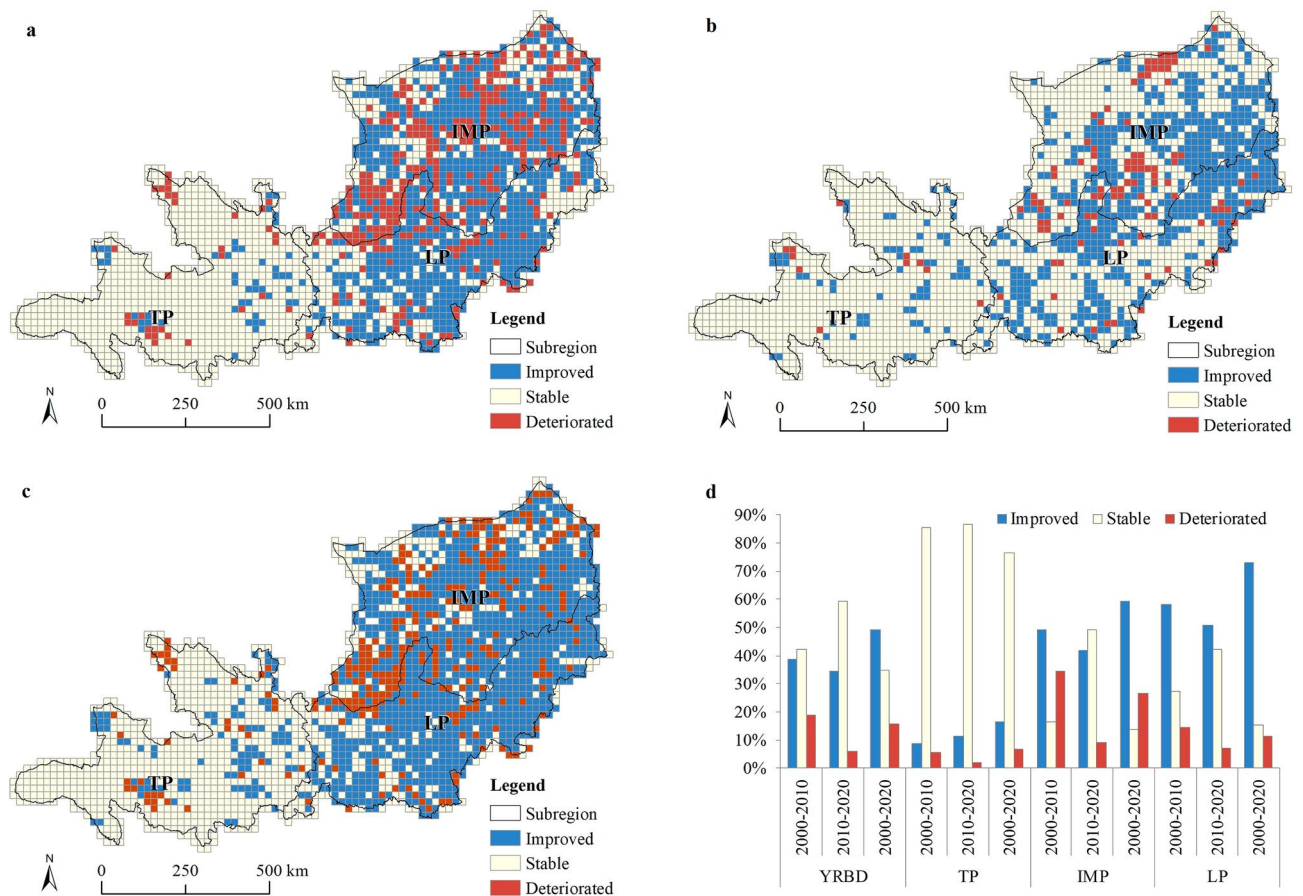 a
IMP
LP
TP
Legend
Subregion
Improved
Stable
Deteriorated
N
0 250 500 km
b
IMP
LP
TP
Legend
Subregion
Improved
Stable
Deteriorated
N
0 250 500 km
c
IMP
LP
TP
Legend
Subregion
Improved
Stable
Deteriorated
N
0 250 500 km
d
Improved Stable Deteriorated
90%
80%
70%
60%
50%
40%
30%
20%
10%
0%
2000-2010 2010-2020 2000-2020 2000-2010 2010-2020 2000-2020 2000-2010 2010-2020 2000-2020 2000-2010 2010-2020 2000-2020
YRBD TP IMP LP